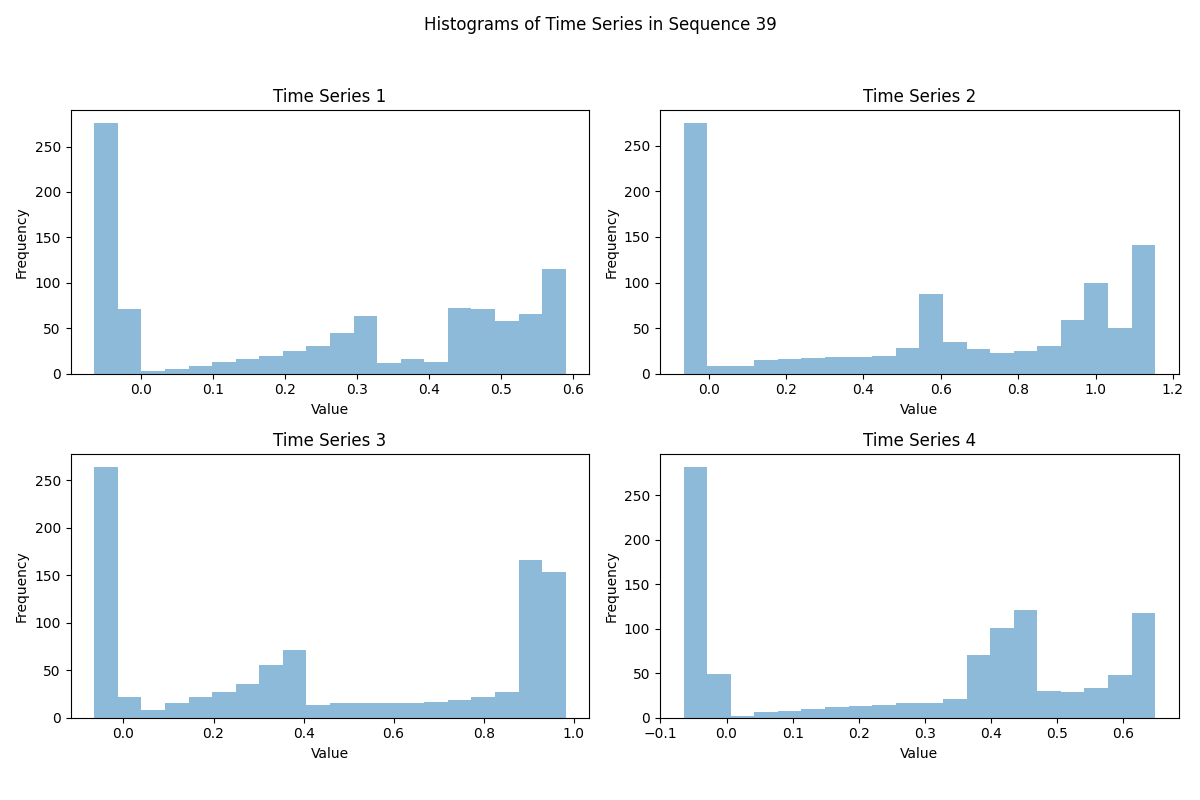 Histograms of Time Series in Sequence 39
Time Series 1
Frequency
250
200
150
100
50
0
0.0 0.1 0.2 0.3 0.4 0.5 0.6
Value
Time Series 2
Frequency
250
200
150
100
50
0
0.0 0.2 0.4 0.6 0.8 1.0 1.2
Value
Time Series 3
Frequency
250
200
150
100
50
0
0.0 0.2 0.4 0.6 0.8 1.0
Value
Time Series 4
Frequency
250
200
150
100
50
0
−0.1 0.0 0.1 0.2 0.3 0.4 0.5 0.6
Value